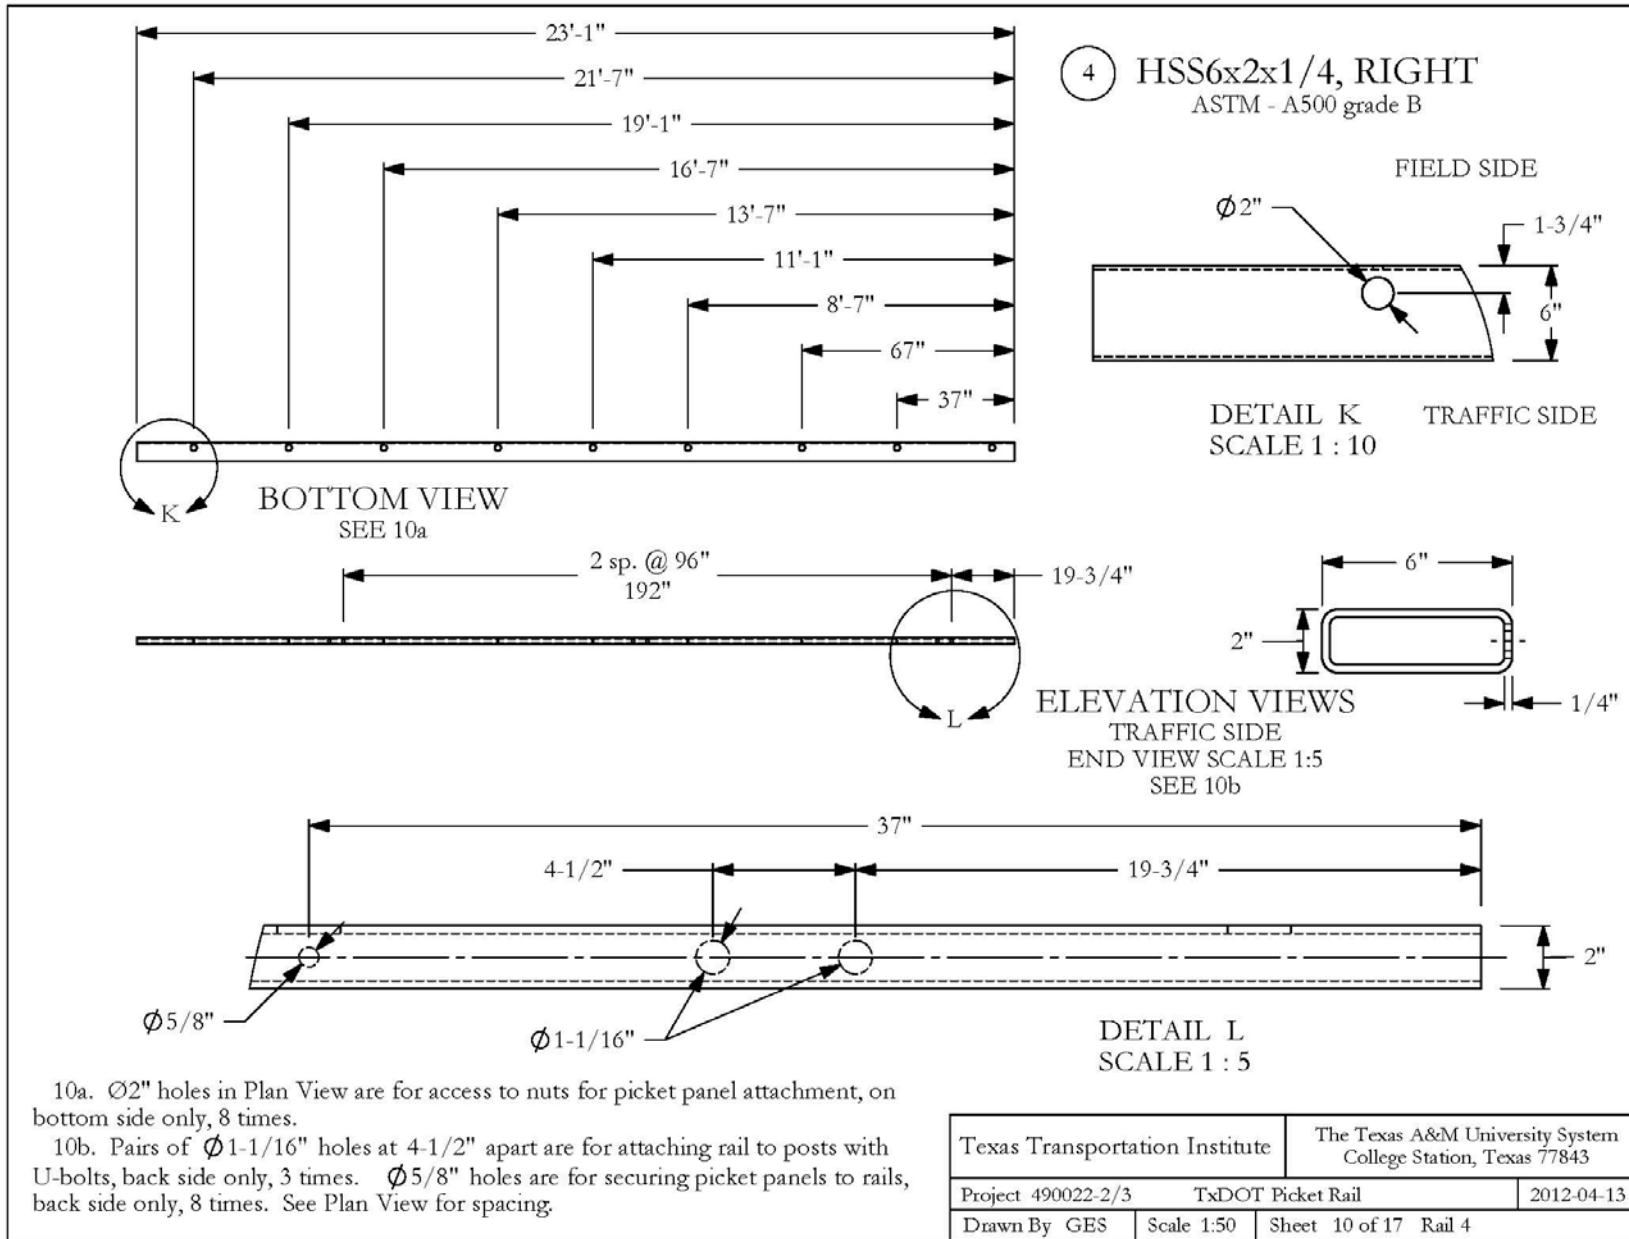 23'-1"
21'-7"
19'-1"
16'-7"
13'-7"
11'-1"
8'-7"
67"
37"
K
BOTTOM VIEW
SEE 10a
4 HSS6x2x1/4, RIGHT
ASTM - A500 grade B
FIELD SIDE
Ø2"
1-3/4"
6"
DETAIL K
SCALE 1 : 10
TRAFFIC SIDE
2 sp. @ 96"
192"
19-3/4"
L
6"
2"
1/4"
ELEVATION VIEWS
TRAFFIC SIDE
END VIEW SCALE 1:5
SEE 10b
37"
4-1/2"
19-3/4"
2"
Ø5/8"
Ø1-1/16"
DETAIL L
SCALE 1 : 5
10a. Ø2" holes in Plan View are for access to nuts for picket panel attachment, on
bottom side only, 8 times.
10b. Pairs of Ø1-1/16" holes at 4-1/2" apart are for attaching rail to posts with
U-bolts, back side only, 3 times. Ø5/8" holes are for securing picket panels to rails,
back side only, 8 times. See Plan View for spacing.
Texas Transportation Institute
The Texas A&M University System
College Station, Texas 77843
Project 490022-2/3 TxDOT Picket Rail 2012-04-13
Drawn By GES Scale 1:50 Sheet 10 of 17 Rail 4